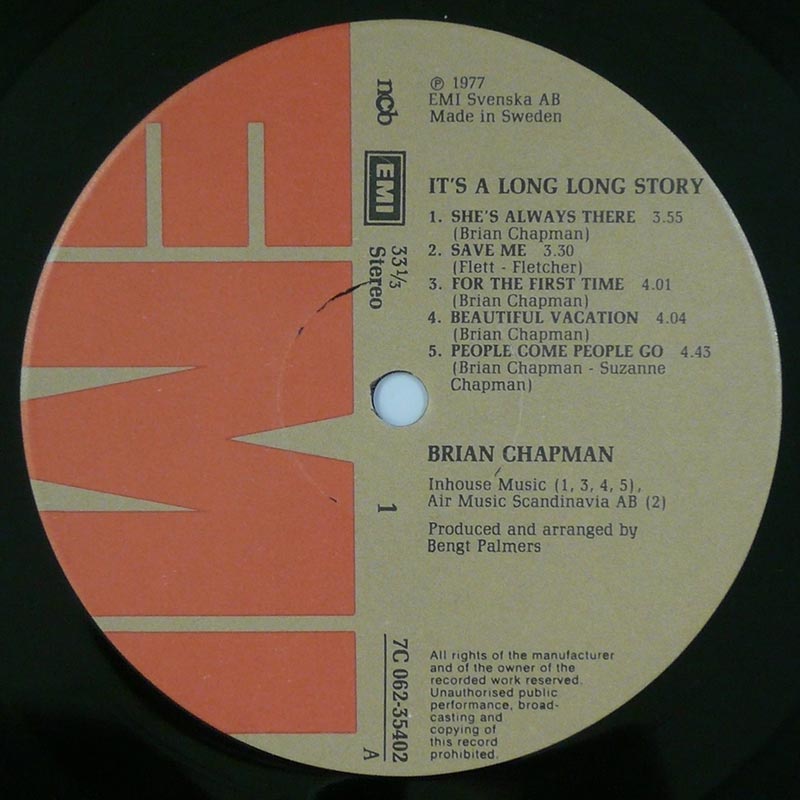 ncb
℗ 1977
EMI Svenska AB
Made in Sweden
EMI
33⅓
Stereo
IT'S A LONG LONG STORY
1. SHE'S ALWAYS THERE 3.55
(Brian Chapman)
2. SAVE ME 3.30
(Flett - Fletcher)
3. FOR THE FIRST TIME 4.01
(Brian Chapman)
4. BEAUTIFUL VACATION 4.04
(Brian Chapman)
5. PEOPLE COME PEOPLE GO 4.43
(Brian Chapman - Suzanne
Chapman)
BRIAN CHAPMAN
Inhouse Music (1, 3, 4, 5),
Air Music Scandinavia AB (2)
Produced and arranged by
Bengt Palmers
1
7C 062-35402
A
All rights of the manufacturer
and of the owner of the
recorded work reserved.
Unauthorised public
performance, broad-
casting and
copying of
this record
prohibited.
EMI